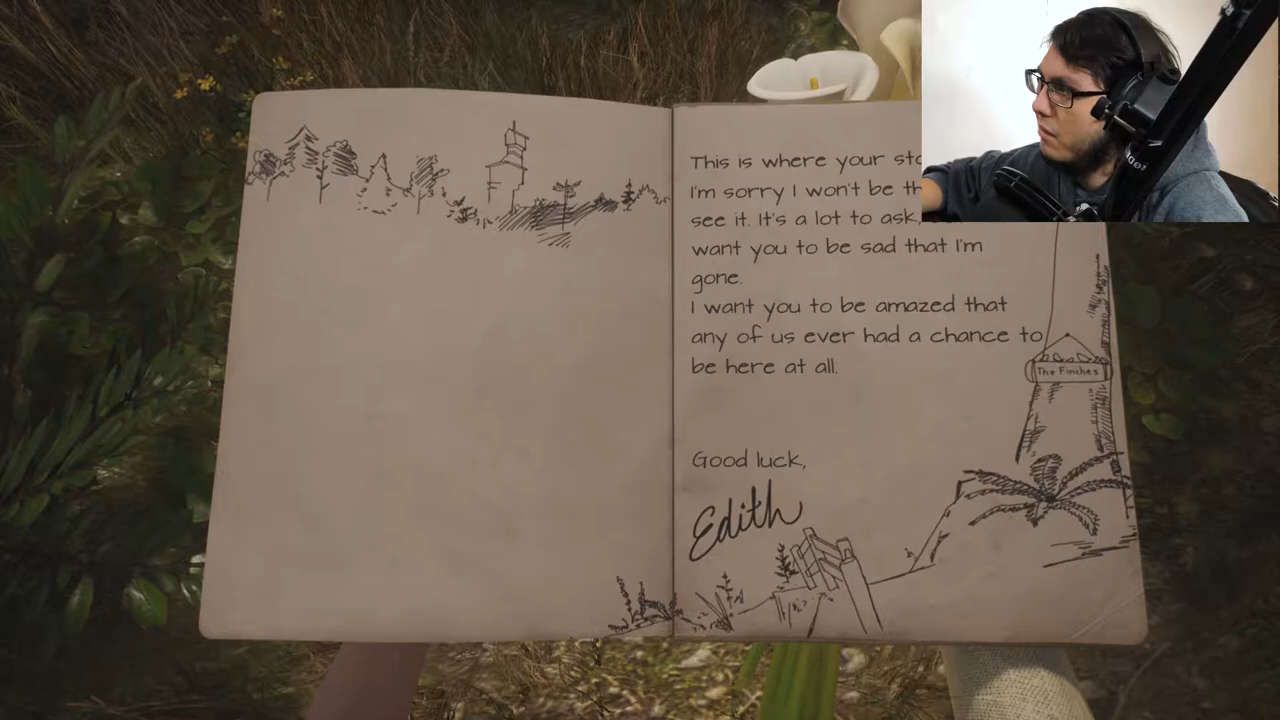 This is where your
I'm sorry I won't be
see it. It's a lot to ask,
want you to be sad that I'm
gone.
I want you to be amazed that
any of us ever had a chance to
be here at all.
The Finches
Good luck,
Edith